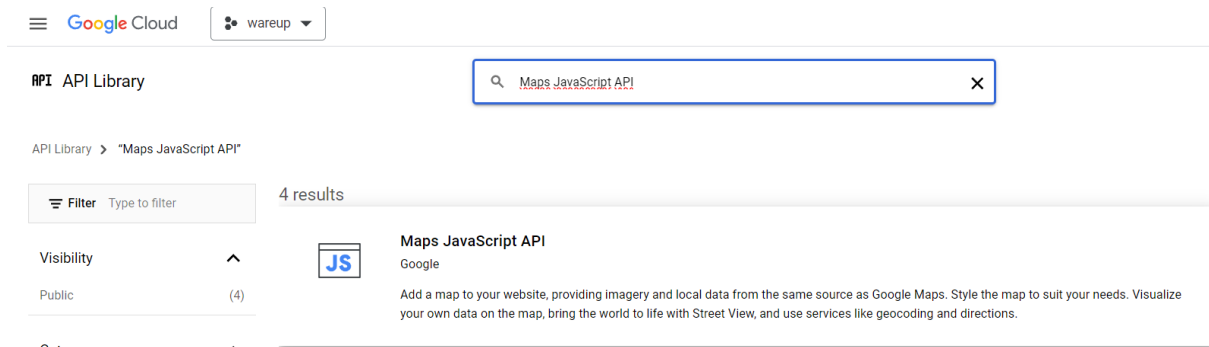 Google Cloud
wareup
API API Library
Maps JavaScript API
API Library > “Maps JavaScript API”
Filter Type to filter
4 results
Visibility
Public (4)
JS
Maps JavaScript API
Google
Add a map to your website, providing imagery and local data from the same source as Google Maps. Style the map to suit your needs. Visualize
your own data on the map, bring the world to life with Street View, and use services like geocoding and directions.